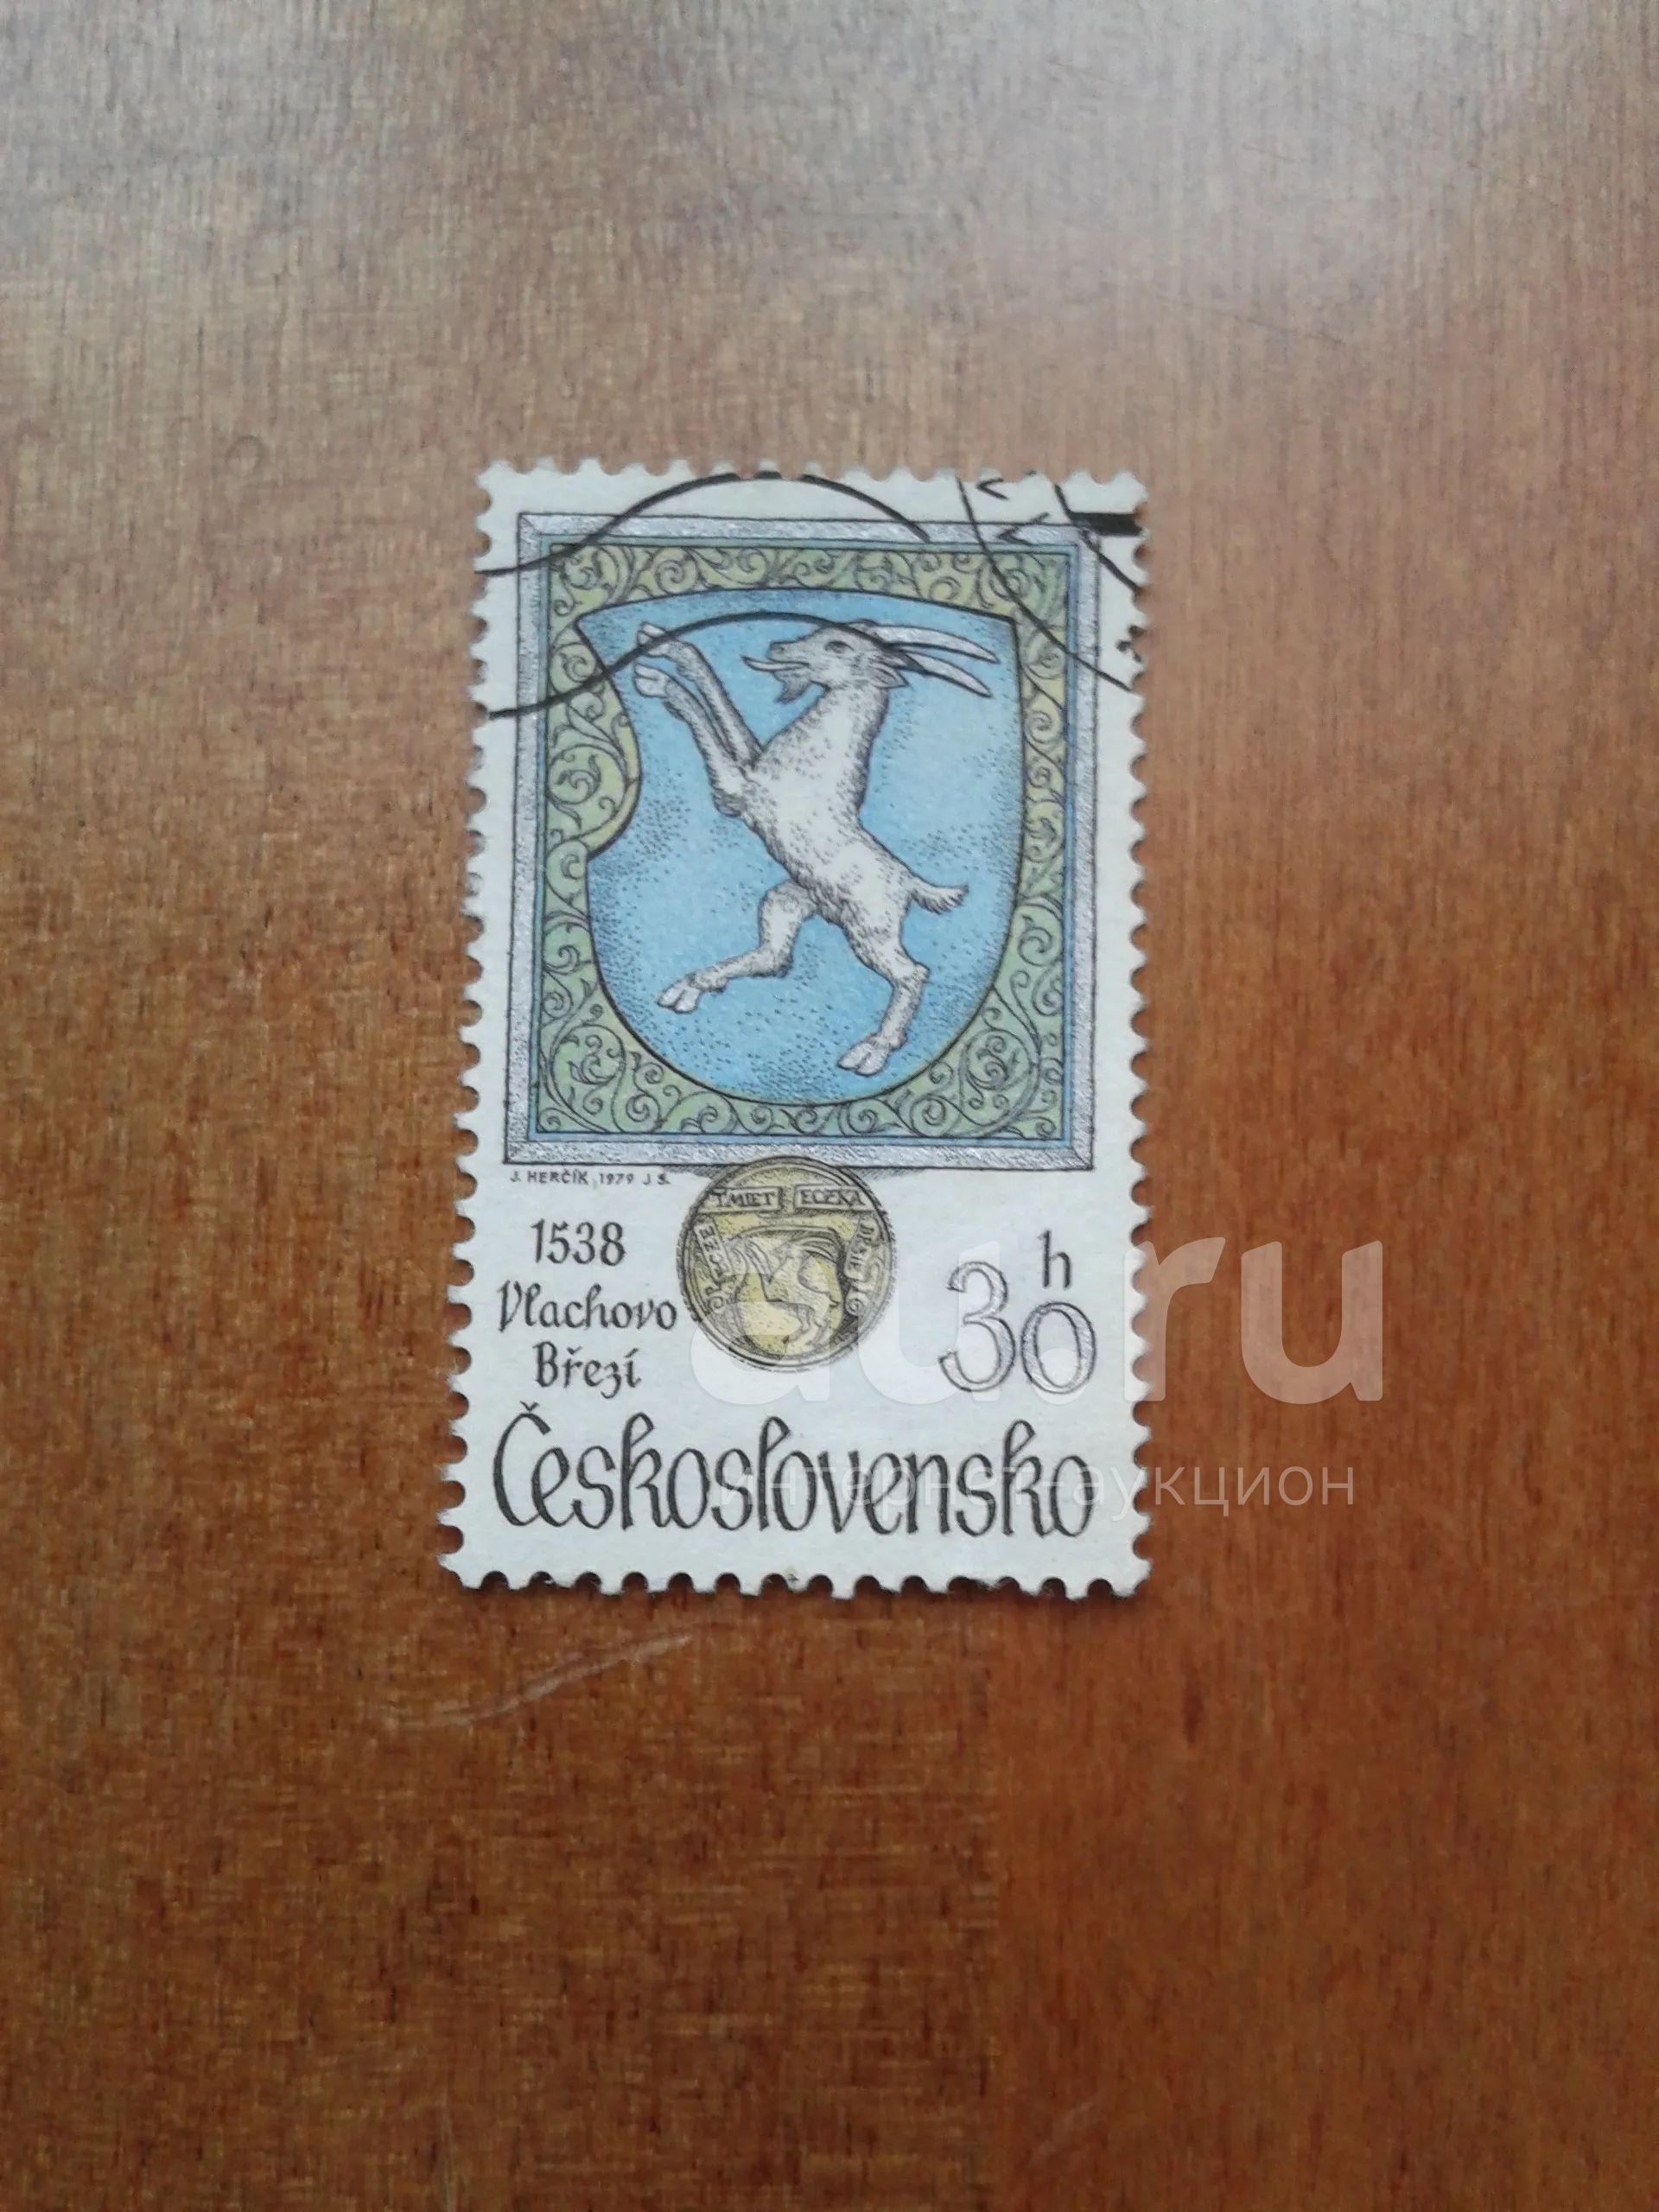 J. HERČÍK 1979 J S.
1538
Vlachovo
Březí
30 h
Československo
au.ru
интернет-аукцион